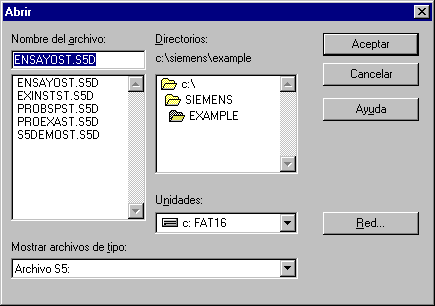 Abrir
Nombre del archivo:
ENSAYOST.S5D
ENSAYOST.S5D
EXINSTST.S5D
PROBSPST.S5D
PROEXAST.S5D
S5DEMOST.S5D
Directorios:
c:\siemens\example
c:\
SIEMENS
EXAMPLE
Unidades:
c: FAT16
Mostrar archivos de tipo:
Archivo S5:
Aceptar
Cancelar
Ayuda
Red...